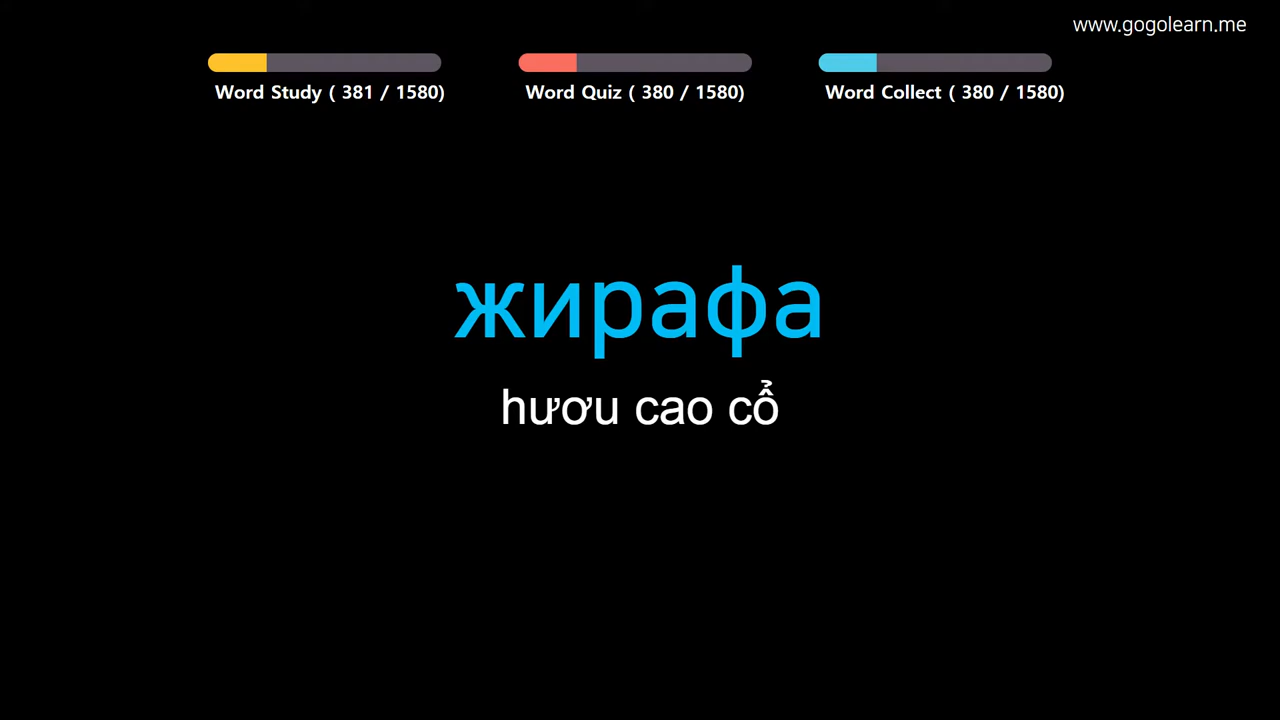 www.gogolearn.me
Word Study ( 381 / 1580)
Word Quiz ( 380 / 1580)
Word Collect ( 380 / 1580)
жирафа
hươu cao cổ